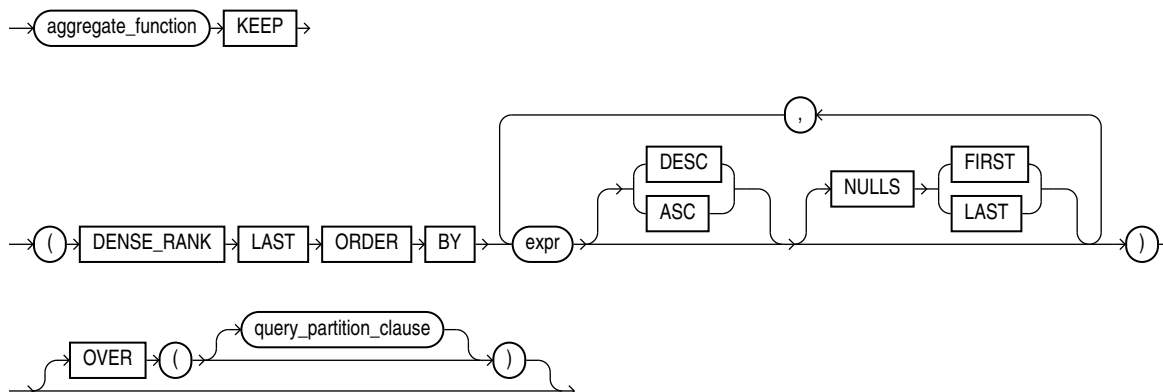 aggregate_function KEEP
,
DESC FIRST
NULLS
ASC LAST
( DENSE_RANK LAST ORDER BY expr )
query_partition_clause
OVER ( )